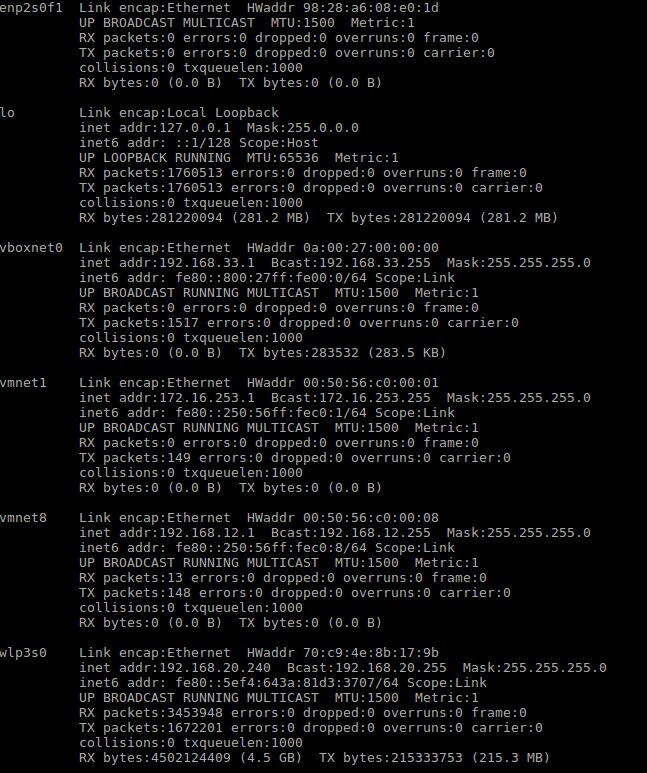 enp2s0f1  Link encap:Ethernet  HWaddr 98:28:a6:08:e0:1d
          UP BROADCAST MULTICAST  MTU:1500  Metric:1
          RX packets:0 errors:0 dropped:0 overruns:0 frame:0
          TX packets:0 errors:0 dropped:0 overruns:0 carrier:0
          collisions:0 txqueuelen:1000
          RX bytes:0 (0.0 B)  TX bytes:0 (0.0 B)

lo        Link encap:Local Loopback
          inet addr:127.0.0.1  Mask:255.0.0.0
          inet6 addr: ::1/128 Scope:Host
          UP LOOPBACK RUNNING  MTU:65536  Metric:1
          RX packets:1760513 errors:0 dropped:0 overruns:0 frame:0
          TX packets:1760513 errors:0 dropped:0 overruns:0 carrier:0
          collisions:0 txqueuelen:1000
          RX bytes:281220094 (281.2 MB)  TX bytes:281220094 (281.2 MB)

vboxnet0  Link encap:Ethernet  HWaddr 0a:00:27:00:00:00
          inet addr:192.168.33.1  Bcast:192.168.33.255  Mask:255.255.255.0
          inet6 addr: fe80::800:27ff:fe00:0/64 Scope:Link
          UP BROADCAST RUNNING MULTICAST  MTU:1500  Metric:1
          RX packets:0 errors:0 dropped:0 overruns:0 frame:0
          TX packets:1517 errors:0 dropped:0 overruns:0 carrier:0
          collisions:0 txqueuelen:1000
          RX bytes:0 (0.0 B)  TX bytes:283532 (283.5 KB)

vmnet1    Link encap:Ethernet  HWaddr 00:50:56:c0:00:01
          inet addr:172.16.253.1  Bcast:172.16.253.255  Mask:255.255.255.0
          inet6 addr: fe80::250:56ff:fec0:1/64 Scope:Link
          UP BROADCAST RUNNING MULTICAST  MTU:1500  Metric:1
          RX packets:0 errors:0 dropped:0 overruns:0 frame:0
          TX packets:149 errors:0 dropped:0 overruns:0 carrier:0
          collisions:0 txqueuelen:1000
          RX bytes:0 (0.0 B)  TX bytes:0 (0.0 B)

vmnet8    Link encap:Ethernet  HWaddr 00:50:56:c0:00:08
          inet addr:192.168.12.1  Bcast:192.168.12.255  Mask:255.255.255.0
          inet6 addr: fe80::250:56ff:fec0:8/64 Scope:Link
          UP BROADCAST RUNNING MULTICAST  MTU:1500  Metric:1
          RX packets:13 errors:0 dropped:0 overruns:0 frame:0
          TX packets:148 errors:0 dropped:0 overruns:0 carrier:0
          collisions:0 txqueuelen:1000
          RX bytes:0 (0.0 B)  TX bytes:0 (0.0 B)

wlp3s0    Link encap:Ethernet  HWaddr 70:c9:4e:8b:17:9b
          inet addr:192.168.20.240  Bcast:192.168.20.255  Mask:255.255.255.0
          inet6 addr: fe80::5ef4:643a:81d3:3707/64 Scope:Link
          UP BROADCAST RUNNING MULTICAST  MTU:1500  Metric:1
          RX packets:3453948 errors:0 dropped:0 overruns:0 frame:0
          TX packets:1672201 errors:0 dropped:0 overruns:0 carrier:0
          collisions:0 txqueuelen:1000
          RX bytes:4502124409 (4.5 GB)  TX bytes:215333753 (215.3 MB)